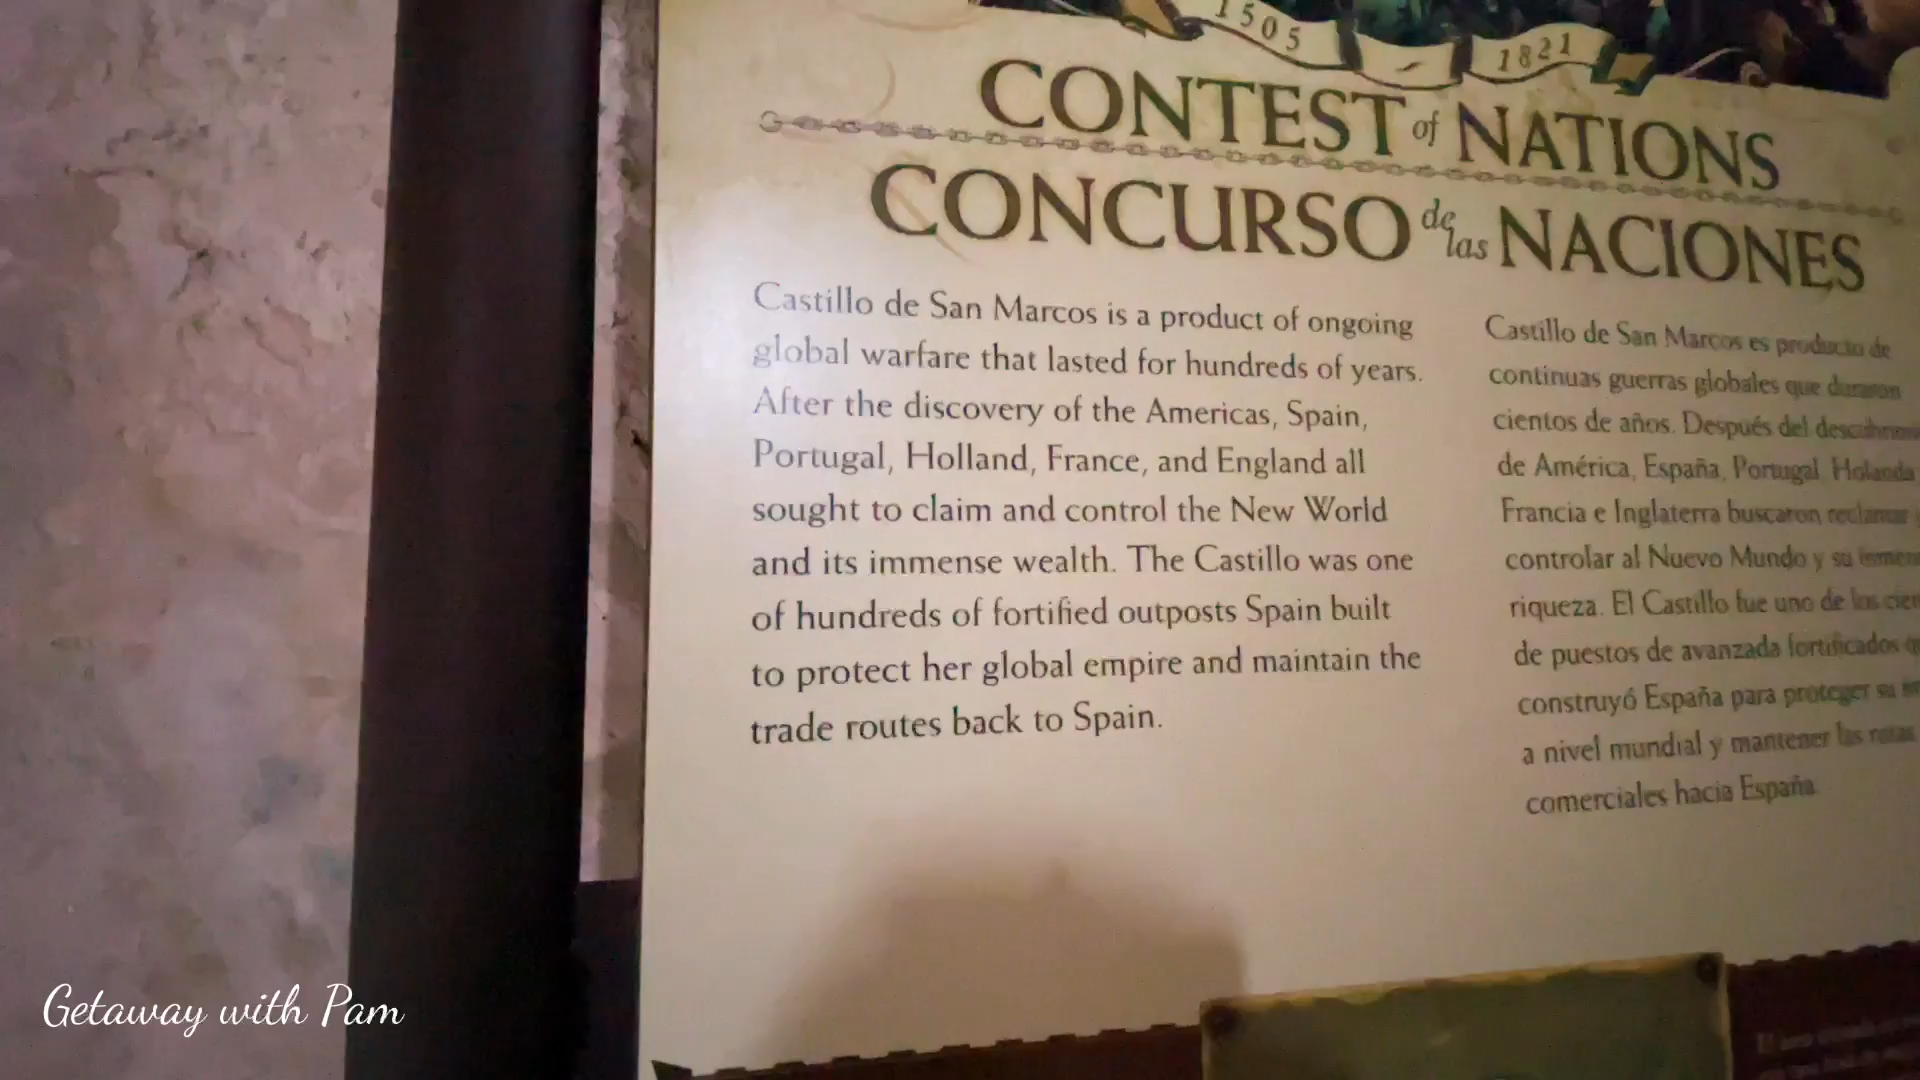 1505 - 1821
CONTEST of NATIONS
CONCURSO de las NACIONES
Castillo de San Marcos is a product of ongoing
global warfare that lasted for hundreds of years.
After the discovery of the Americas, Spain,
Portugal, Holland, France, and England all
sought to claim and control the New World
and its immense wealth. The Castillo was one
of hundreds of fortified outposts Spain built
to protect her global empire and maintain the
trade routes back to Spain.
Castillo de San Marcos es producto de
continuas guerras globales que duraron
cientos de años. Después del
de América, España, Portugal, Holanda
Francia e Inglaterra buscaron reclamar
controlar al Nuevo Mundo y su
riqueza. El Castillo fue uno de los
de puestos de avanzada fortificados
construyó España para proteger su
a nivel mundial y mantener las rutas
comerciales hacia España
Getaway with Pam